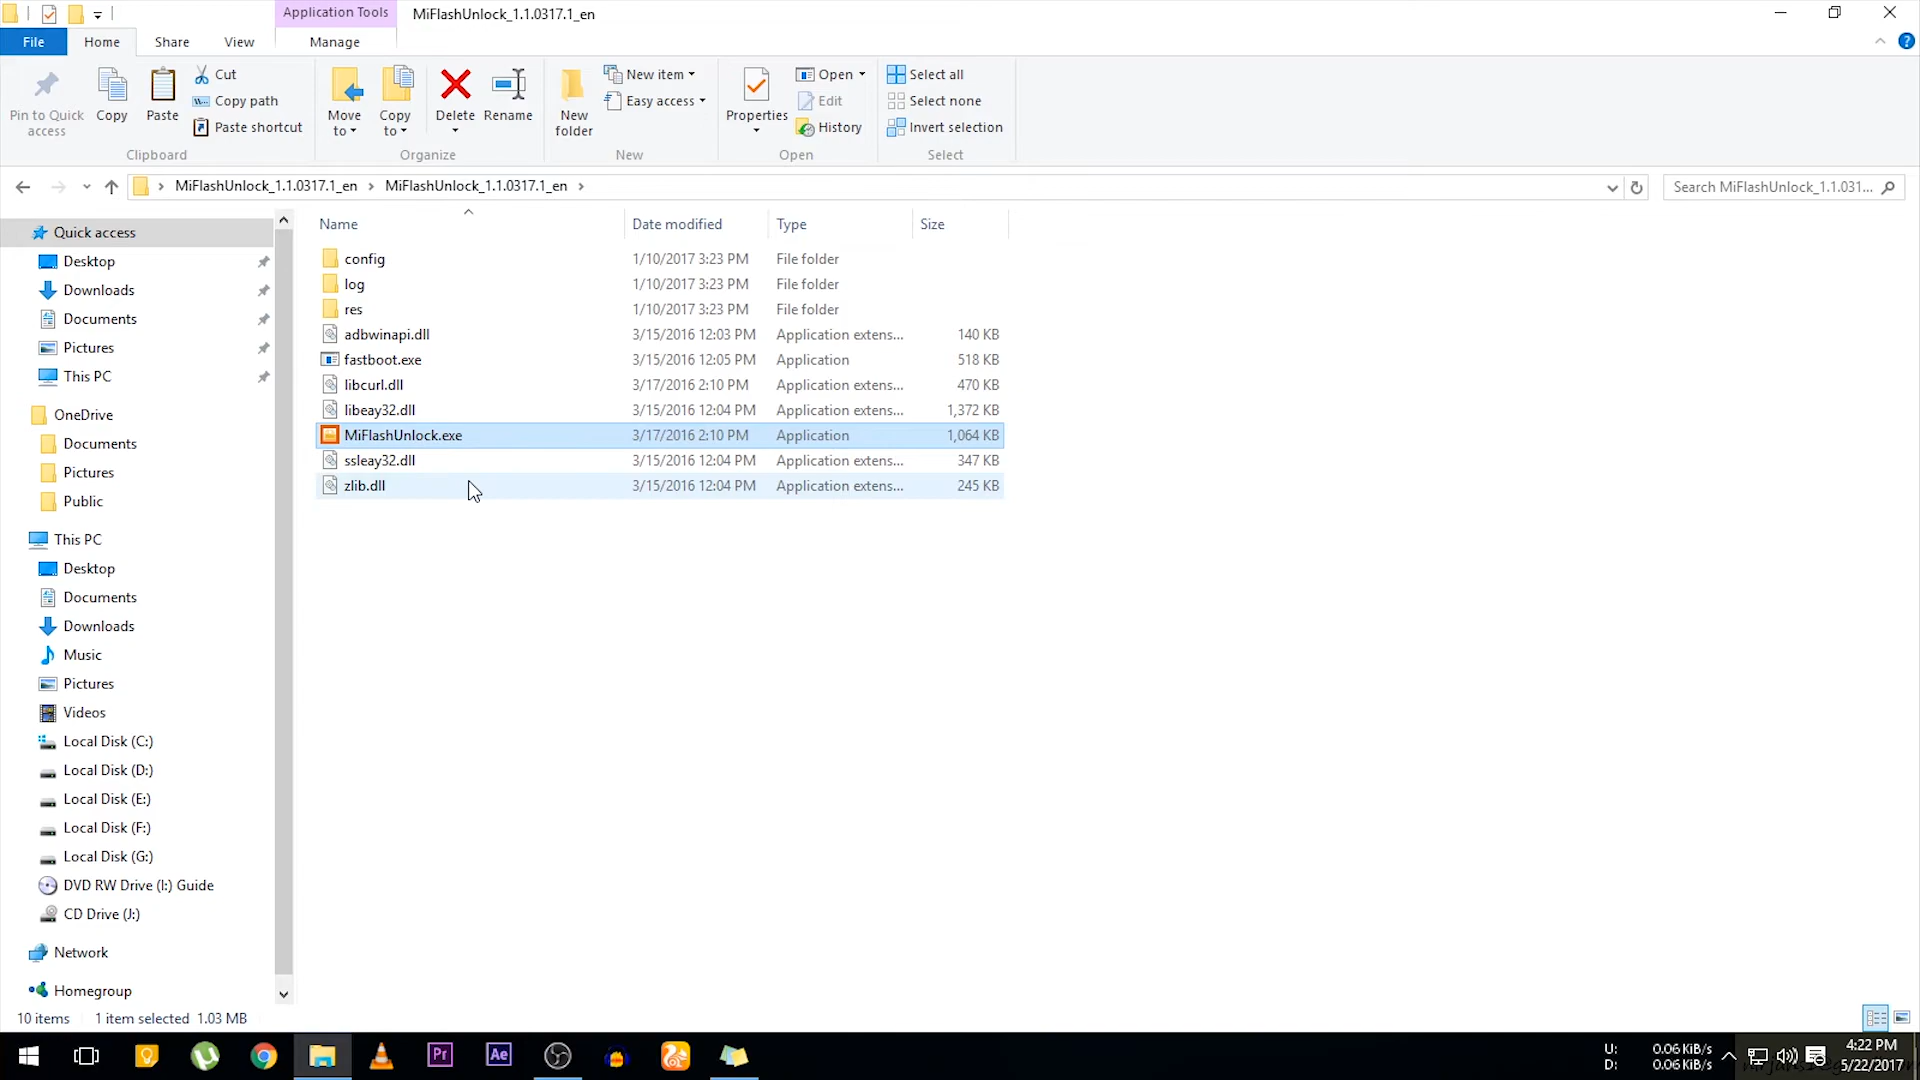 Application Tools
MiFlashUnlock_1.1.0317.1_en
File
Home
Share
View
Manage
Pin to Quick access
Copy
Paste
Cut
Copy path
Paste shortcut
Clipboard
Move to
Copy to
Delete
Rename
Organize
New folder
New item
Easy access
New
Properties
Open
Edit
History
Open
Select all
Select none
Invert selection
Select
MiFlashUnlock_1.1.0317.1_en > MiFlashUnlock_1.1.0317.1_en >
Search MiFlashUnlock_1.1.031...
Name Date modified Type Size
config 1/10/2017 3:23 PM File folder
log 1/10/2017 3:23 PM File folder
res 1/10/2017 3:23 PM File folder
adbwinapi.dll 3/15/2016 12:03 PM Application extens... 140 KB
fastboot.exe 3/15/2016 12:05 PM Application 518 KB
libcurl.dll 3/17/2016 2:10 PM Application extens... 470 KB
libeay32.dll 3/15/2016 12:04 PM Application extens... 1,372 KB
MiFlashUnlock.exe 3/17/2016 2:10 PM Application 1,064 KB
ssleay32.dll 3/15/2016 12:04 PM Application extens... 347 KB
zlib.dll 3/15/2016 12:04 PM Application extens... 245 KB
Quick access
Desktop
Downloads
Documents
Pictures
This PC
OneDrive
Documents
Pictures
Public
This PC
Desktop
Documents
Downloads
Music
Pictures
Videos
Local Disk (C:)
Local Disk (D:)
Local Disk (E:)
Local Disk (F:)
Local Disk (G:)
DVD RW Drive (I:) Guide
CD Drive (J:)
Network
Homegroup
10 items 1 item selected 1.03 MB
Pr
Ae
U: 0.06 KiB/s
D: 0.06 KiB/s
4:22 PM
5/22/2017